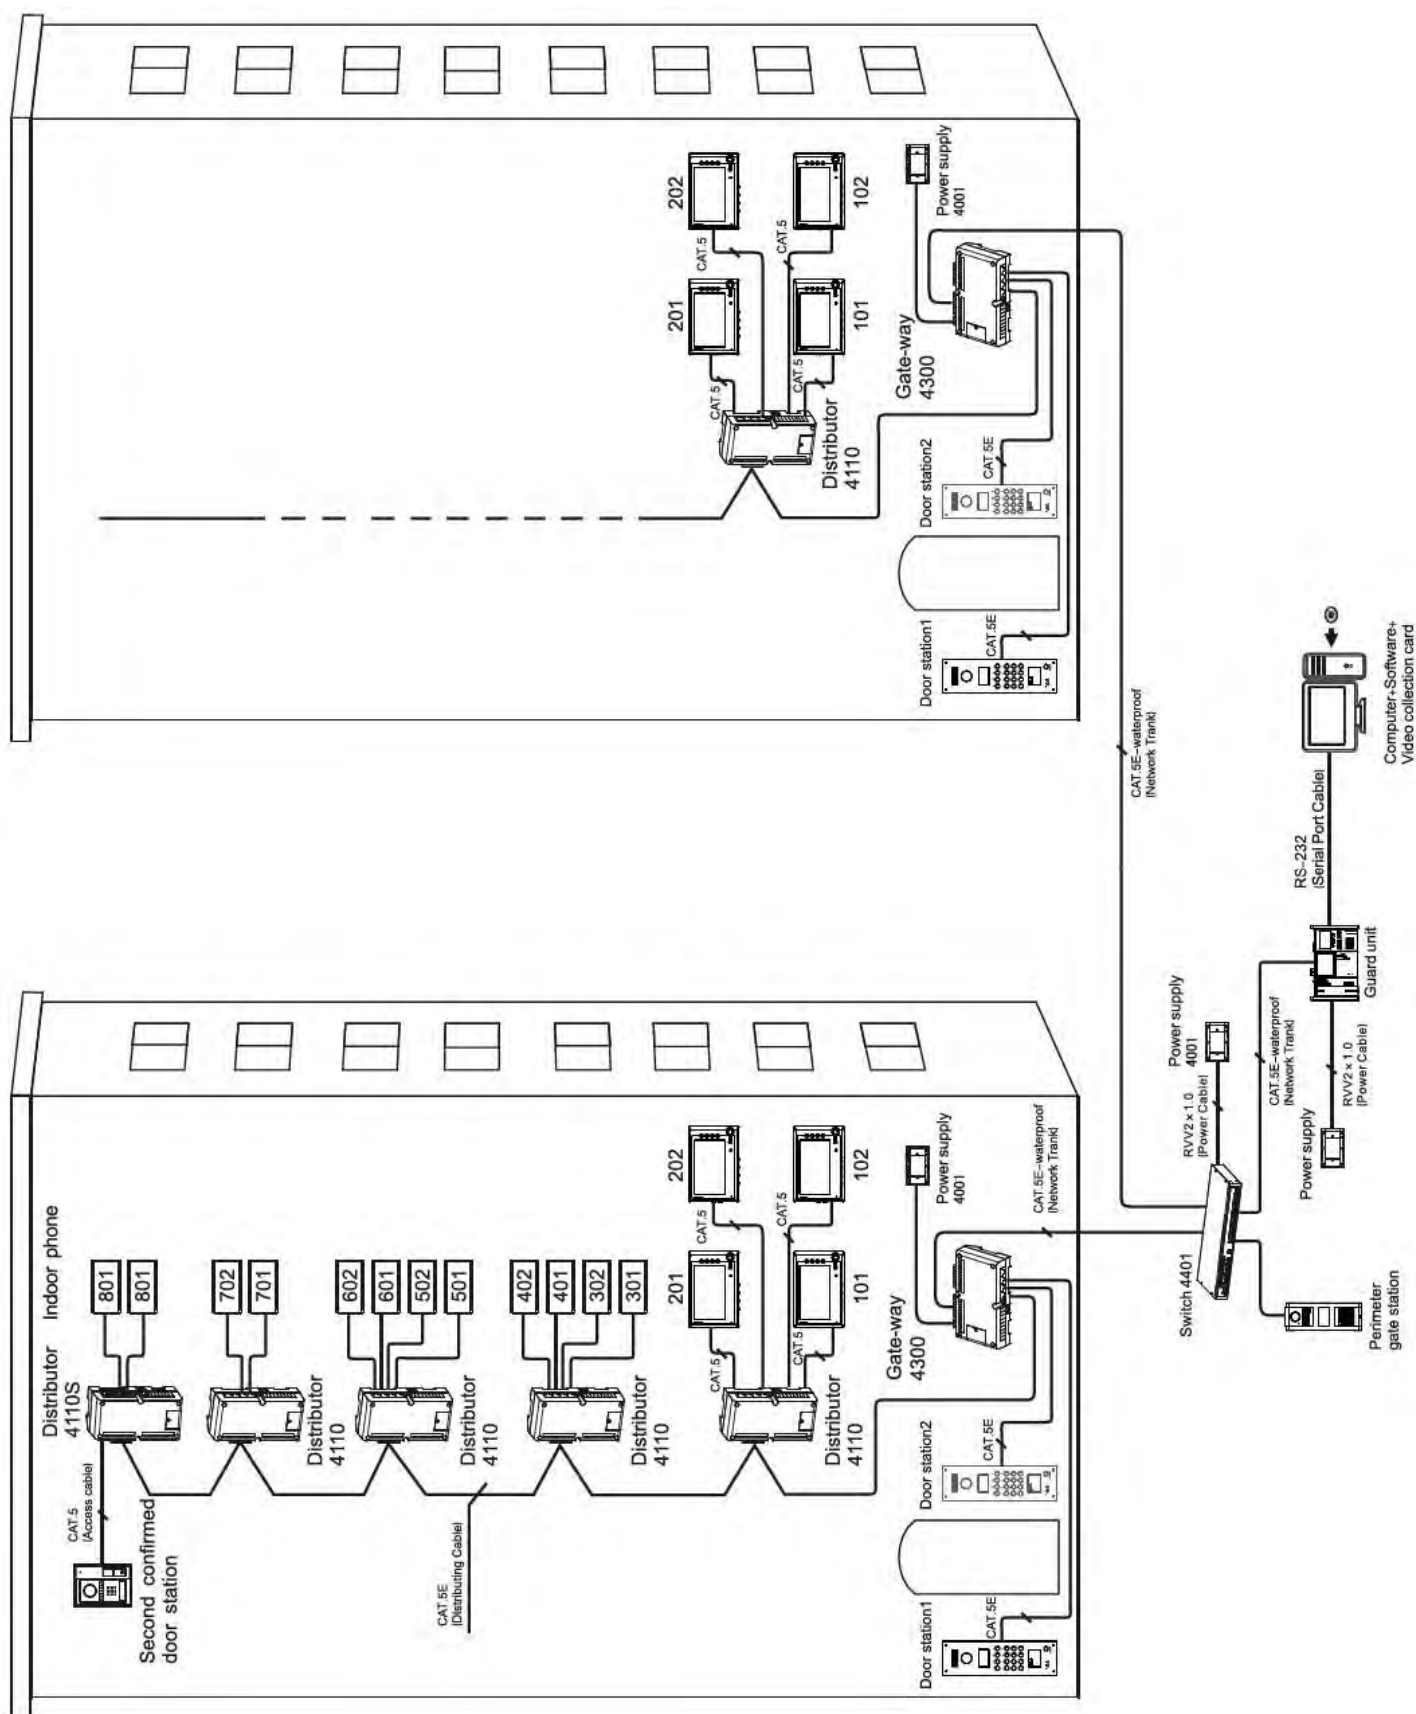 Distributor
4110S
Indoor phone
801
801
CAT.5
(Access cable)
Second confirmed
door station
702
701
Distributor
4110
602
601
502
501
Distributor
4110
CAT.5E
(Distributing Cable)
402
401
302
301
Distributor
4110
201
202
CAT.5
CAT.5
CAT.5
CAT.5
101
102
Distributor
4110
Gate-way
4300
Power supply
4001
Door station1
Door station2
CAT.5E
CAT.5E
CAT.5E-waterproof
(Network Trank)
201
202
CAT.5
CAT.5
CAT.5
CAT.5
101
102
Distributor
4110
Gate-way
4300
Power supply
4001
Door station1
Door station2
CAT.5E
CAT.5E
CAT.5E-waterproof
(Network Trank)
Switch 4401
RVV2×1.0
(Power Cable)
Power supply
4001
CAT.5E-waterproof
(Network Trank)
Perimeter
gate station
Power supply
RVV2×1.0
(Power Cable)
Guard unit
RS-232
(Serial Port Cable)
Computer+Software+
Video collection card